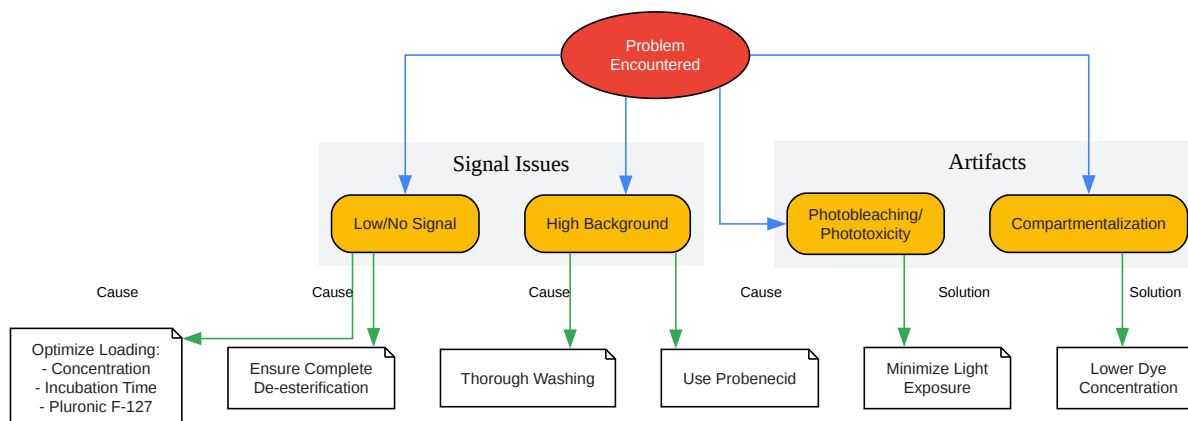 Problem
Encountered
Signal Issues
Artifacts
Low/No Signal
High Background
Photobleaching/
Phototoxicity
Compartmentalization
Cause
Cause
Cause
Cause
Solution
Solution
Optimize Loading:
- Concentration
- Incubation Time
- Pluronic F-127
Ensure Complete
De-esterification
Thorough Washing
Use Probenecid
Minimize Light
Exposure
Lower Dye
Concentration